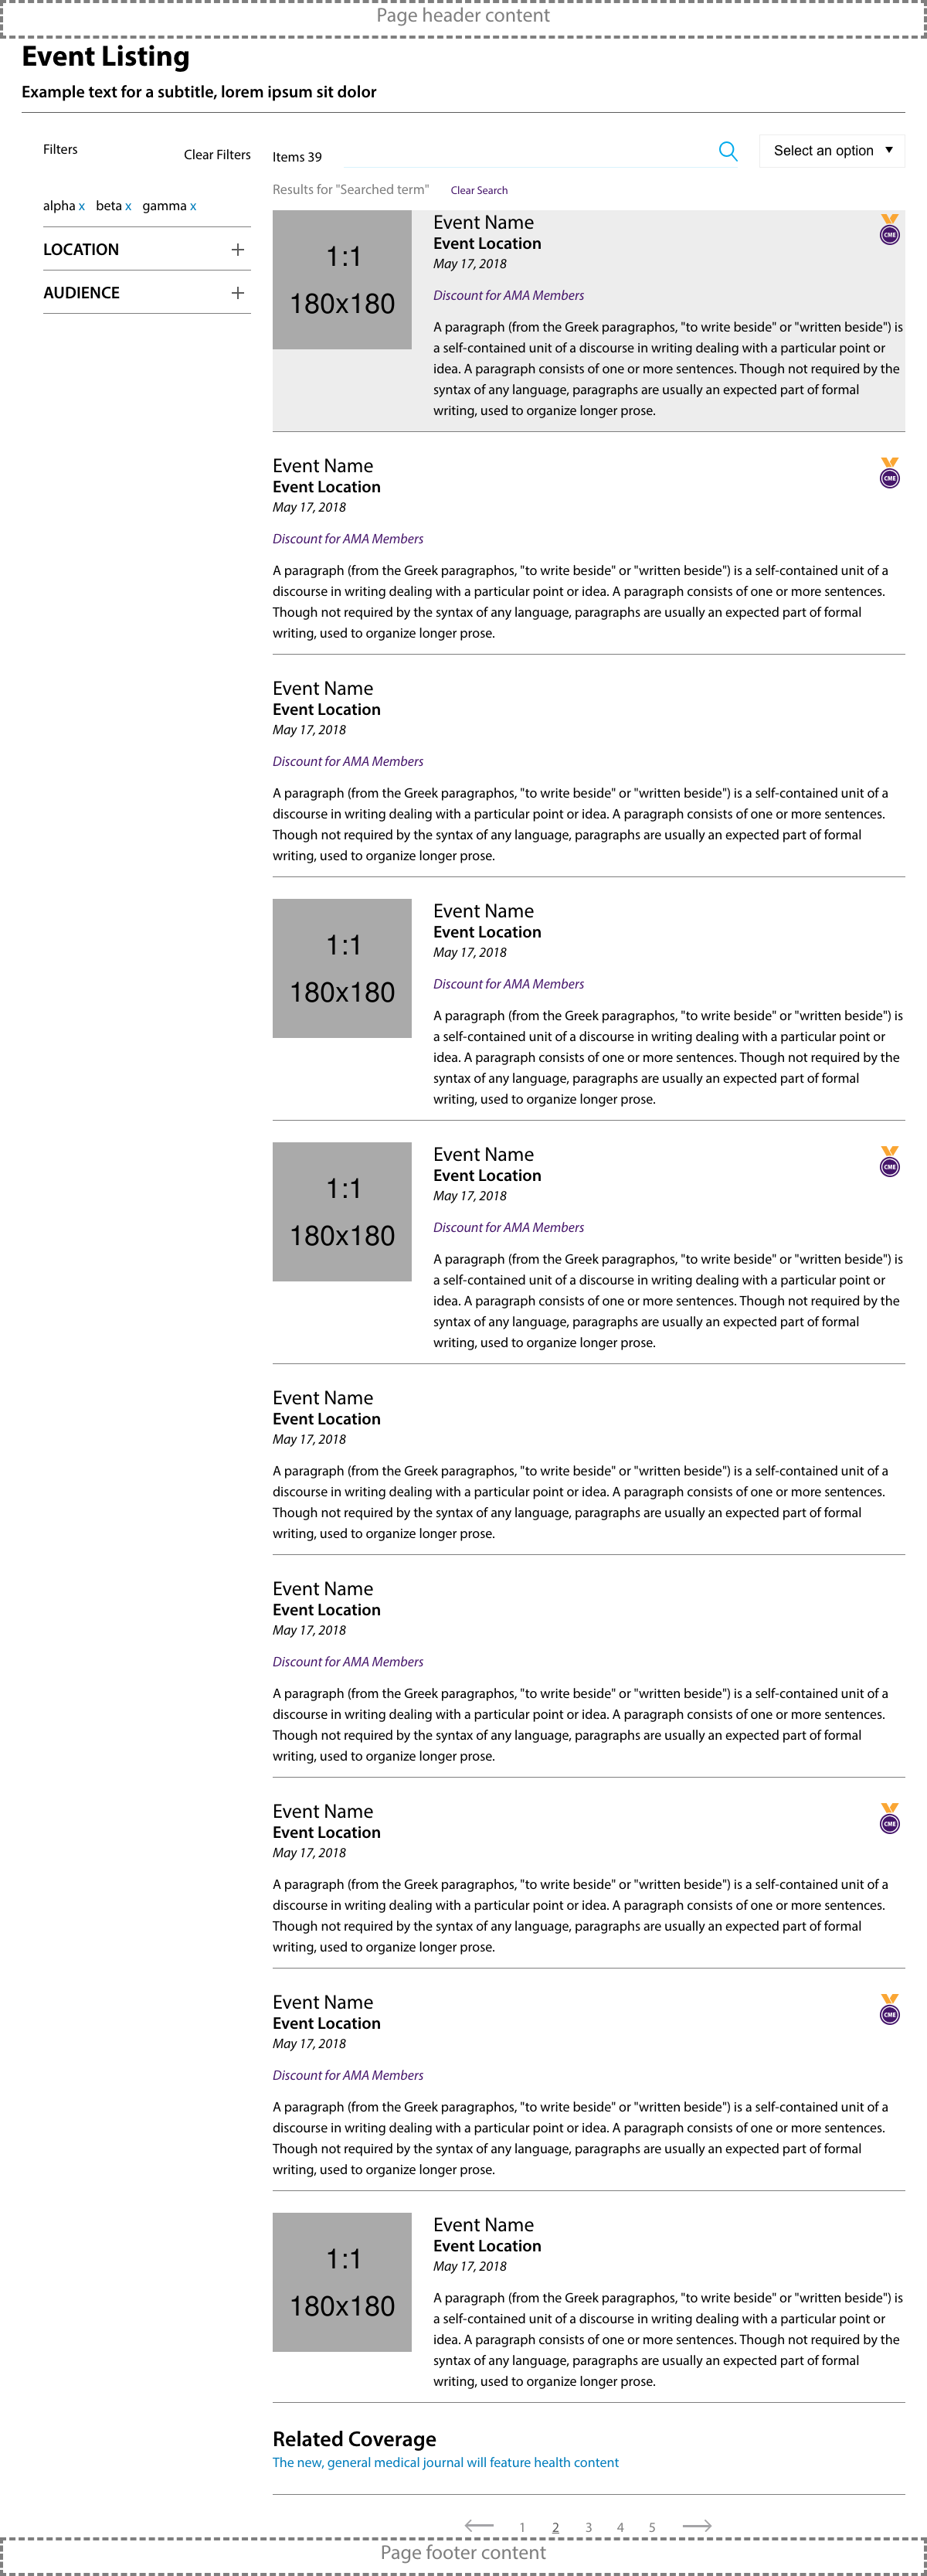 Page header content
Event Listing
Example text for a subtitle, lorem ipsum sit dolor
Filters
Clear Filters
alpha x beta x gamma x
LOCATION +
AUDIENCE +
Items 39
Select an option ▼
Results for "Searched term" Clear Search
1:1
180x180
Event Name
CME
Event Location
May 17, 2018
Discount for AMA Members
A paragraph (from the Greek paragraphos, "to write beside" or "written beside") is
a self-contained unit of a discourse in writing dealing with a particular point or
idea. A paragraph consists of one or more sentences. Though not required by the
syntax of any language, paragraphs are usually an expected part of formal
writing, used to organize longer prose.
Event Name
CME
Event Location
May 17, 2018
Discount for AMA Members
A paragraph (from the Greek paragraphos, "to write beside" or "written beside") is a self-contained unit of a
discourse in writing dealing with a particular point or idea. A paragraph consists of one or more sentences.
Though not required by the syntax of any language, paragraphs are usually an expected part of formal
writing, used to organize longer prose.
Event Name
Event Location
May 17, 2018
Discount for AMA Members
A paragraph (from the Greek paragraphos, "to write beside" or "written beside") is a self-contained unit of a
discourse in writing dealing with a particular point or idea. A paragraph consists of one or more sentences.
Though not required by the syntax of any language, paragraphs are usually an expected part of formal
writing, used to organize longer prose.
1:1
180x180
Event Name
Event Location
May 17, 2018
Discount for AMA Members
A paragraph (from the Greek paragraphos, "to write beside" or "written beside") is
a self-contained unit of a discourse in writing dealing with a particular point or
idea. A paragraph consists of one or more sentences. Though not required by the
syntax of any language, paragraphs are usually an expected part of formal
writing, used to organize longer prose.
1:1
180x180
Event Name
CME
Event Location
May 17, 2018
Discount for AMA Members
A paragraph (from the Greek paragraphos, "to write beside" or "written beside") is
a self-contained unit of a discourse in writing dealing with a particular point or
idea. A paragraph consists of one or more sentences. Though not required by the
syntax of any language, paragraphs are usually an expected part of formal
writing, used to organize longer prose.
Event Name
Event Location
May 17, 2018
A paragraph (from the Greek paragraphos, "to write beside" or "written beside") is a self-contained unit of a
discourse in writing dealing with a particular point or idea. A paragraph consists of one or more sentences.
Though not required by the syntax of any language, paragraphs are usually an expected part of formal
writing, used to organize longer prose.
Event Name
Event Location
May 17, 2018
Discount for AMA Members
A paragraph (from the Greek paragraphos, "to write beside" or "written beside") is a self-contained unit of a
discourse in writing dealing with a particular point or idea. A paragraph consists of one or more sentences.
Though not required by the syntax of any language, paragraphs are usually an expected part of formal
writing, used to organize longer prose.
Event Name
CME
Event Location
May 17, 2018
A paragraph (from the Greek paragraphos, "to write beside" or "written beside") is a self-contained unit of a
discourse in writing dealing with a particular point or idea. A paragraph consists of one or more sentences.
Though not required by the syntax of any language, paragraphs are usually an expected part of formal
writing, used to organize longer prose.
Event Name
CME
Event Location
May 17, 2018
Discount for AMA Members
A paragraph (from the Greek paragraphos, "to write beside" or "written beside") is a self-contained unit of a
discourse in writing dealing with a particular point or idea. A paragraph consists of one or more sentences.
Though not required by the syntax of any language, paragraphs are usually an expected part of formal
writing, used to organize longer prose.
1:1
180x180
Event Name
Event Location
May 17, 2018
A paragraph (from the Greek paragraphos, "to write beside" or "written beside") is
a self-contained unit of a discourse in writing dealing with a particular point or
idea. A paragraph consists of one or more sentences. Though not required by the
syntax of any language, paragraphs are usually an expected part of formal
writing, used to organize longer prose.
Related Coverage
The new, general medical journal will feature health content
1 2 3 4 5
Page footer content